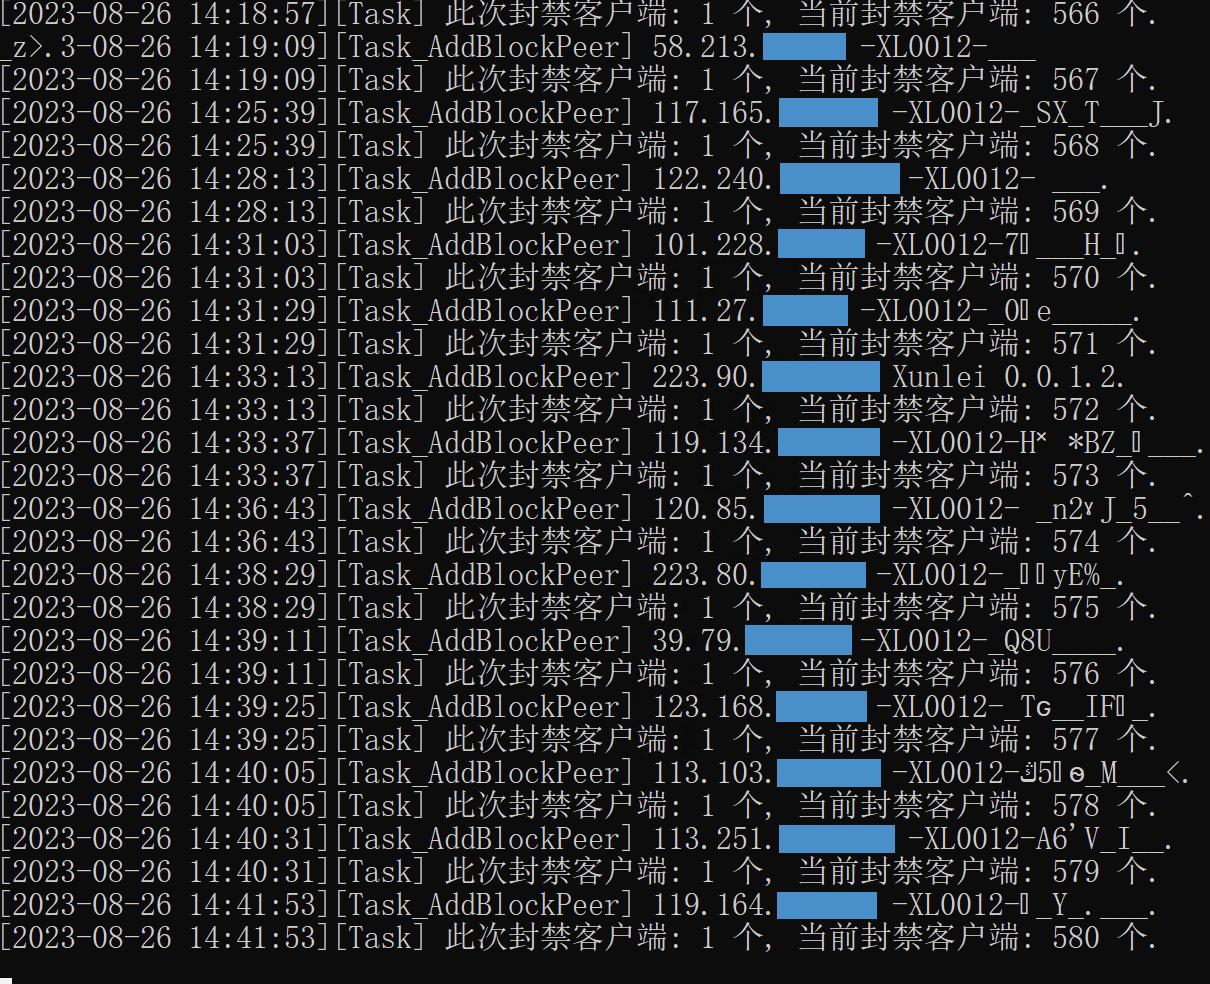 [2023-08-26 14:18:57][Task] 此次封禁客户端: 1 个, 当前封禁客户端: 566 个.
_z>.3-08-26 14:19:09][Task_AddBlockPeer] 58.213. -XL0012-___
[2023-08-26 14:19:09][Task] 此次封禁客户端: 1 个, 当前封禁客户端: 567 个.
[2023-08-26 14:25:39][Task_AddBlockPeer] 117.165. -XL0012-_SX_T___J.
[2023-08-26 14:25:39][Task] 此次封禁客户端: 1 个, 当前封禁客户端: 568 个.
[2023-08-26 14:28:13][Task_AddBlockPeer] 122.240. -XL0012- ___.
[2023-08-26 14:28:13][Task] 此次封禁客户端: 1 个, 当前封禁客户端: 569 个.
[2023-08-26 14:31:03][Task_AddBlockPeer] 101.228. -XL0012-7▯___H_▯.
[2023-08-26 14:31:03][Task] 此次封禁客户端: 1 个, 当前封禁客户端: 570 个.
[2023-08-26 14:31:29][Task_AddBlockPeer] 111.27. -XL0012-_0▯e_____.
[2023-08-26 14:31:29][Task] 此次封禁客户端: 1 个, 当前封禁客户端: 571 个.
[2023-08-26 14:33:13][Task_AddBlockPeer] 223.90. Xunlei 0.0.1.2.
[2023-08-26 14:33:13][Task] 此次封禁客户端: 1 个, 当前封禁客户端: 572 个.
[2023-08-26 14:33:37][Task_AddBlockPeer] 119.134. -XL0012-H˟ *BZ_▯___.
[2023-08-26 14:33:37][Task] 此次封禁客户端: 1 个, 当前封禁客户端: 573 个.
[2023-08-26 14:36:43][Task_AddBlockPeer] 120.85. -XL0012- _n2ˠJ_5__^.
[2023-08-26 14:36:43][Task] 此次封禁客户端: 1 个, 当前封禁客户端: 574 个.
[2023-08-26 14:38:29][Task_AddBlockPeer] 223.80. -XL0012-_▯▯yE%_.
[2023-08-26 14:38:29][Task] 此次封禁客户端: 1 个, 当前封禁客户端: 575 个.
[2023-08-26 14:39:11][Task_AddBlockPeer] 39.79. -XL0012-_Q8U____.
[2023-08-26 14:39:11][Task] 此次封禁客户端: 1 个, 当前封禁客户端: 576 个.
[2023-08-26 14:39:25][Task_AddBlockPeer] 123.168. -XL0012-_Tɢ__IF▯_.
[2023-08-26 14:39:25][Task] 此次封禁客户端: 1 个, 当前封禁客户端: 577 个.
[2023-08-26 14:40:05][Task_AddBlockPeer] 113.103. -XL0012-ڭ5▯ɘ_M___<.
[2023-08-26 14:40:05][Task] 此次封禁客户端: 1 个, 当前封禁客户端: 578 个.
[2023-08-26 14:40:31][Task_AddBlockPeer] 113.251. -XL0012-A6'V_I__.
[2023-08-26 14:40:31][Task] 此次封禁客户端: 1 个, 当前封禁客户端: 579 个.
[2023-08-26 14:41:53][Task_AddBlockPeer] 119.164. -XL0012-▯_Y_.___.
[2023-08-26 14:41:53][Task] 此次封禁客户端: 1 个, 当前封禁客户端: 580 个.